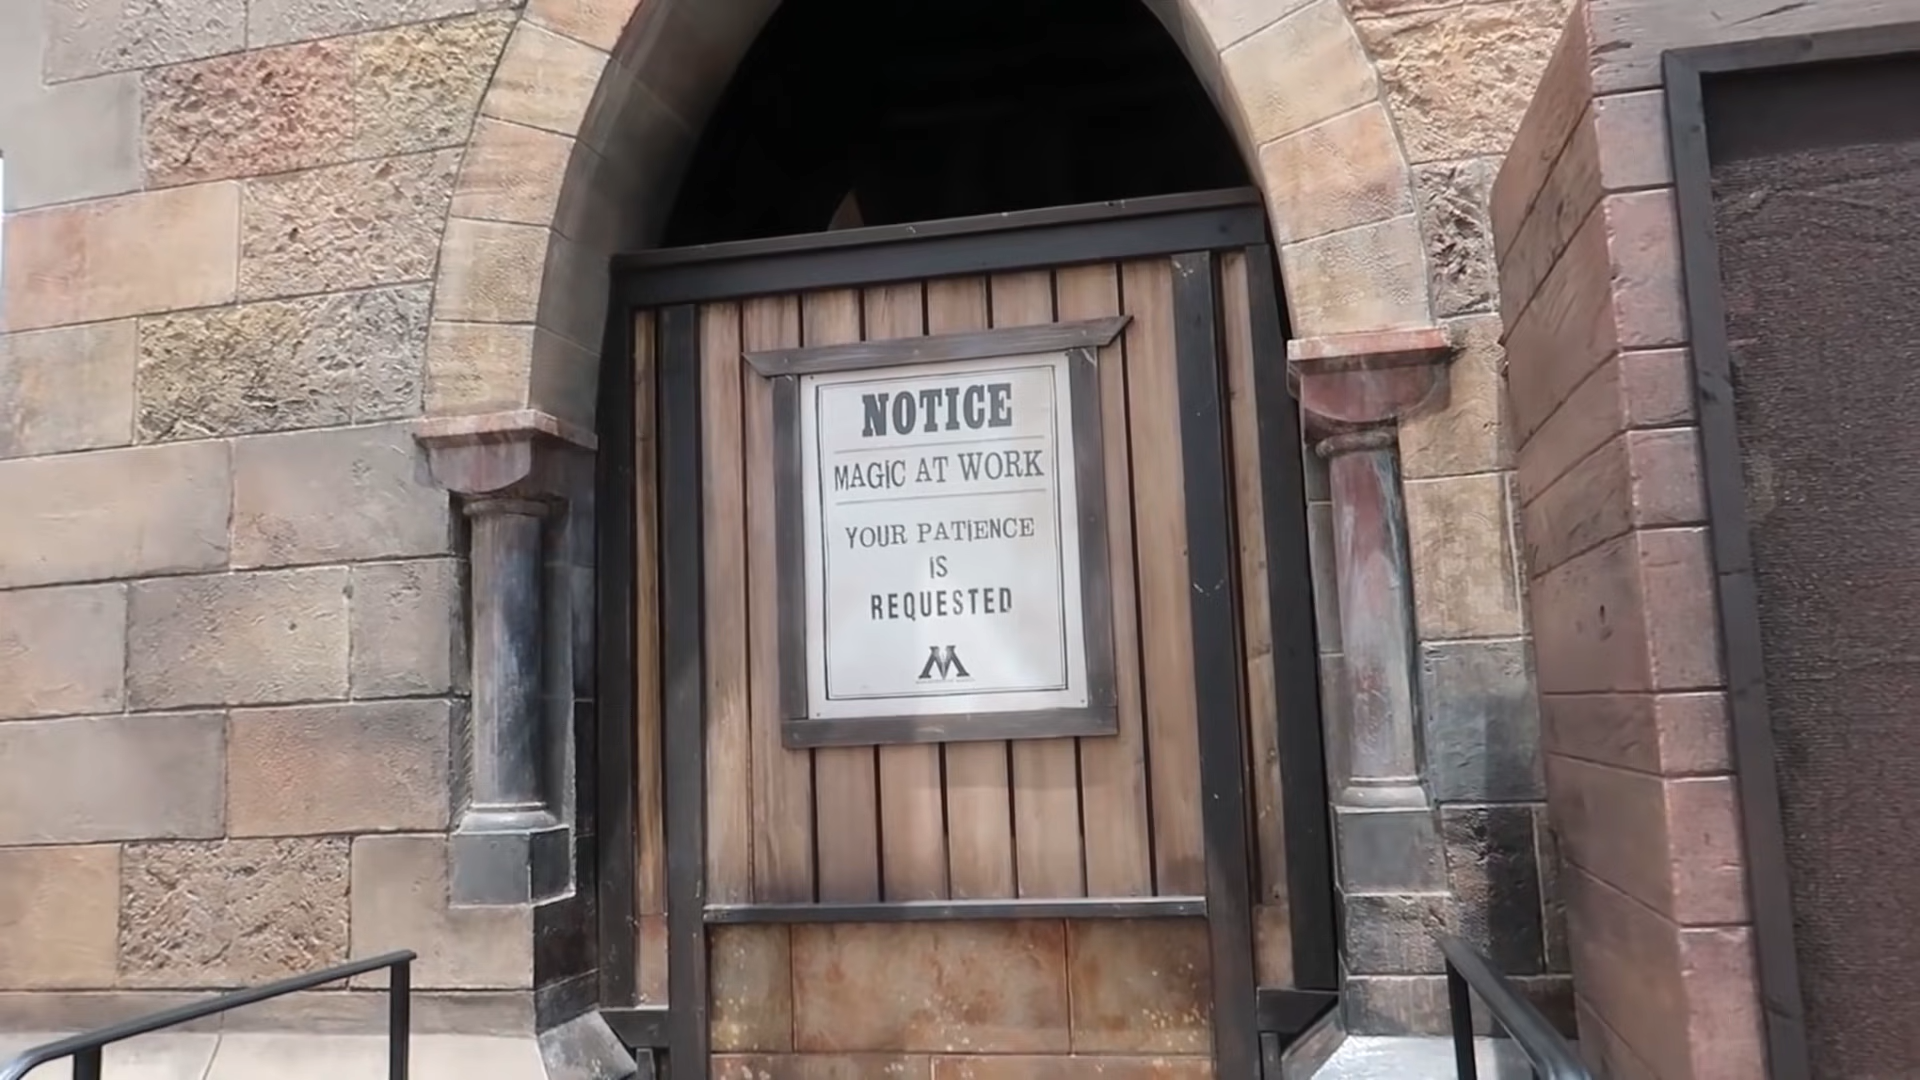 NOTICE
MAGIC AT WORK
YOUR PATIENCE
IS
REQUESTED
M